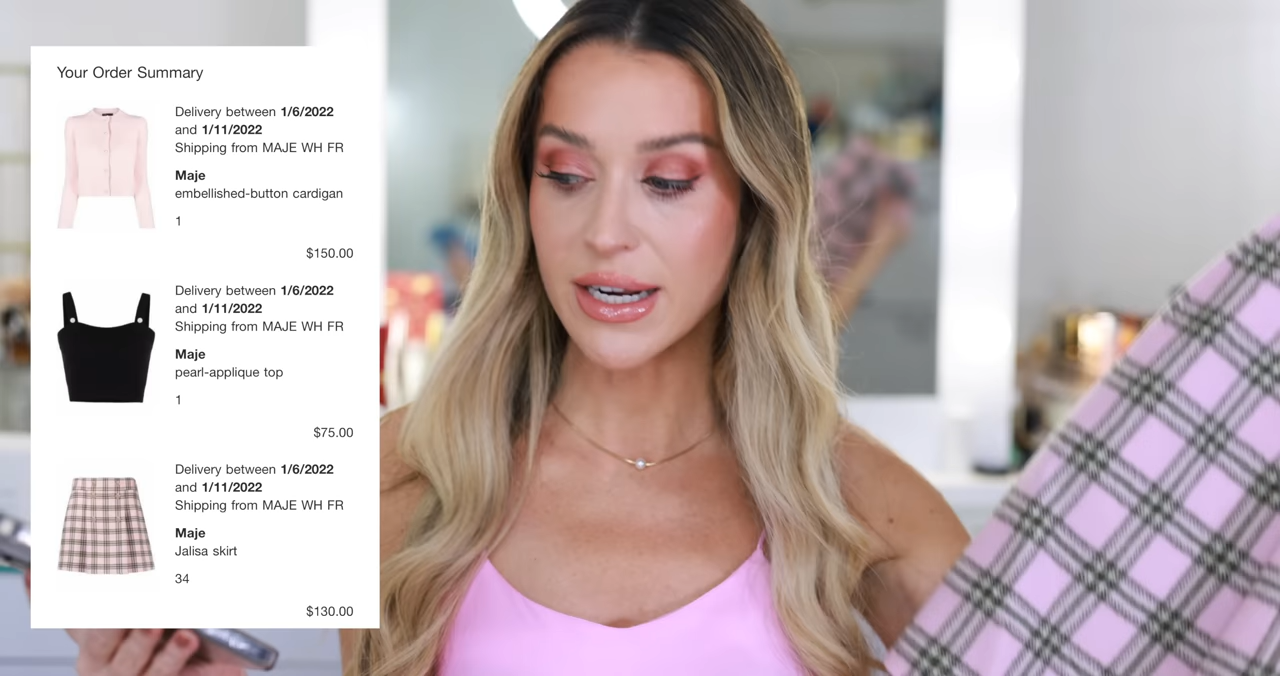 Your Order Summary
Delivery between 1/6/2022
and 1/11/2022
Shipping from MAJE WH FR
Maje
embellished-button cardigan
1
$150.00
Delivery between 1/6/2022
and 1/11/2022
Shipping from MAJE WH FR
Maje
pearl-applique top
1
$75.00
Delivery between 1/6/2022
and 1/11/2022
Shipping from MAJE WH FR
Maje
Jalisa skirt
34
$130.00